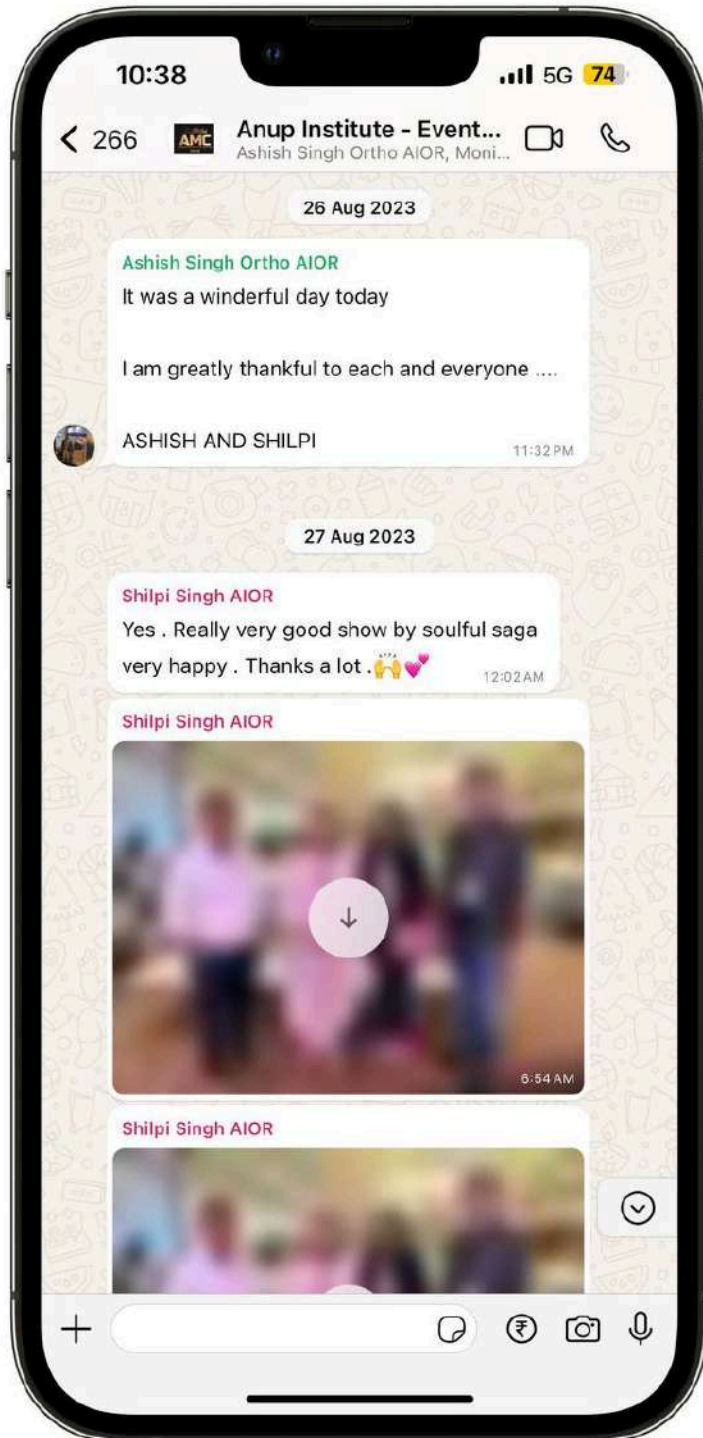 10:38
5G 74
266
AMC
Anup Institute - Event...
Ashish Singh Ortho AIOR, Moni...
26 Aug 2023
Ashish Singh Ortho AIOR
It was a winderful day today
I am greatly thankful to each and everyone ....
ASHISH AND SHILPI
11:32 PM
27 Aug 2023
Shilpi Singh AIOR
Yes . Really very good show by soulful saga
very happy . Thanks a lot .🙌💕
12:02 AM
Shilpi Singh AIOR
6:54 AM
Shilpi Singh AIOR
₹